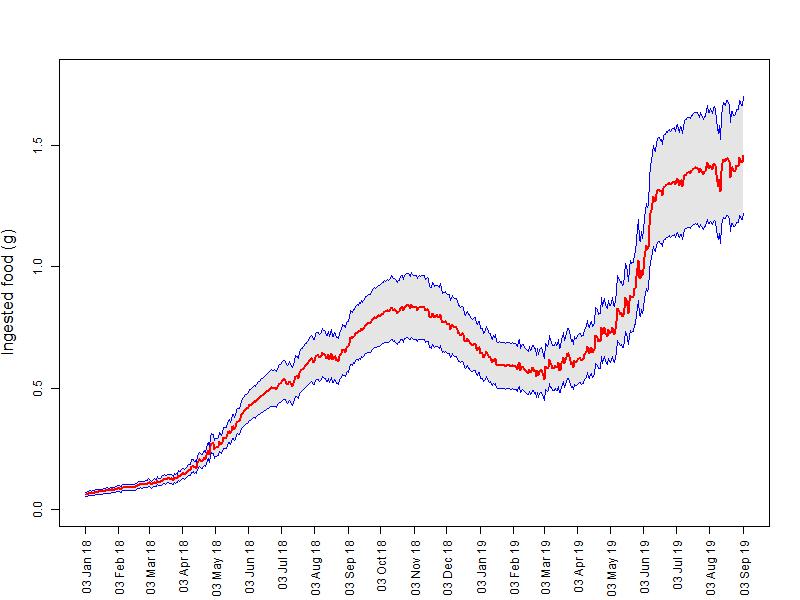 Ingested food (g)
1.5
1.0
0.5
0.0
03 Jan 18
03 Feb 18
03 Mar 18
03 Apr 18
03 May 18
03 Jun 18
03 Jul 18
03 Aug 18
03 Sep 18
03 Oct 18
03 Nov 18
03 Dec 18
03 Jan 19
03 Feb 19
03 Mar 19
03 Apr 19
03 May 19
03 Jun 19
03 Jul 19
03 Aug 19
03 Sep 19